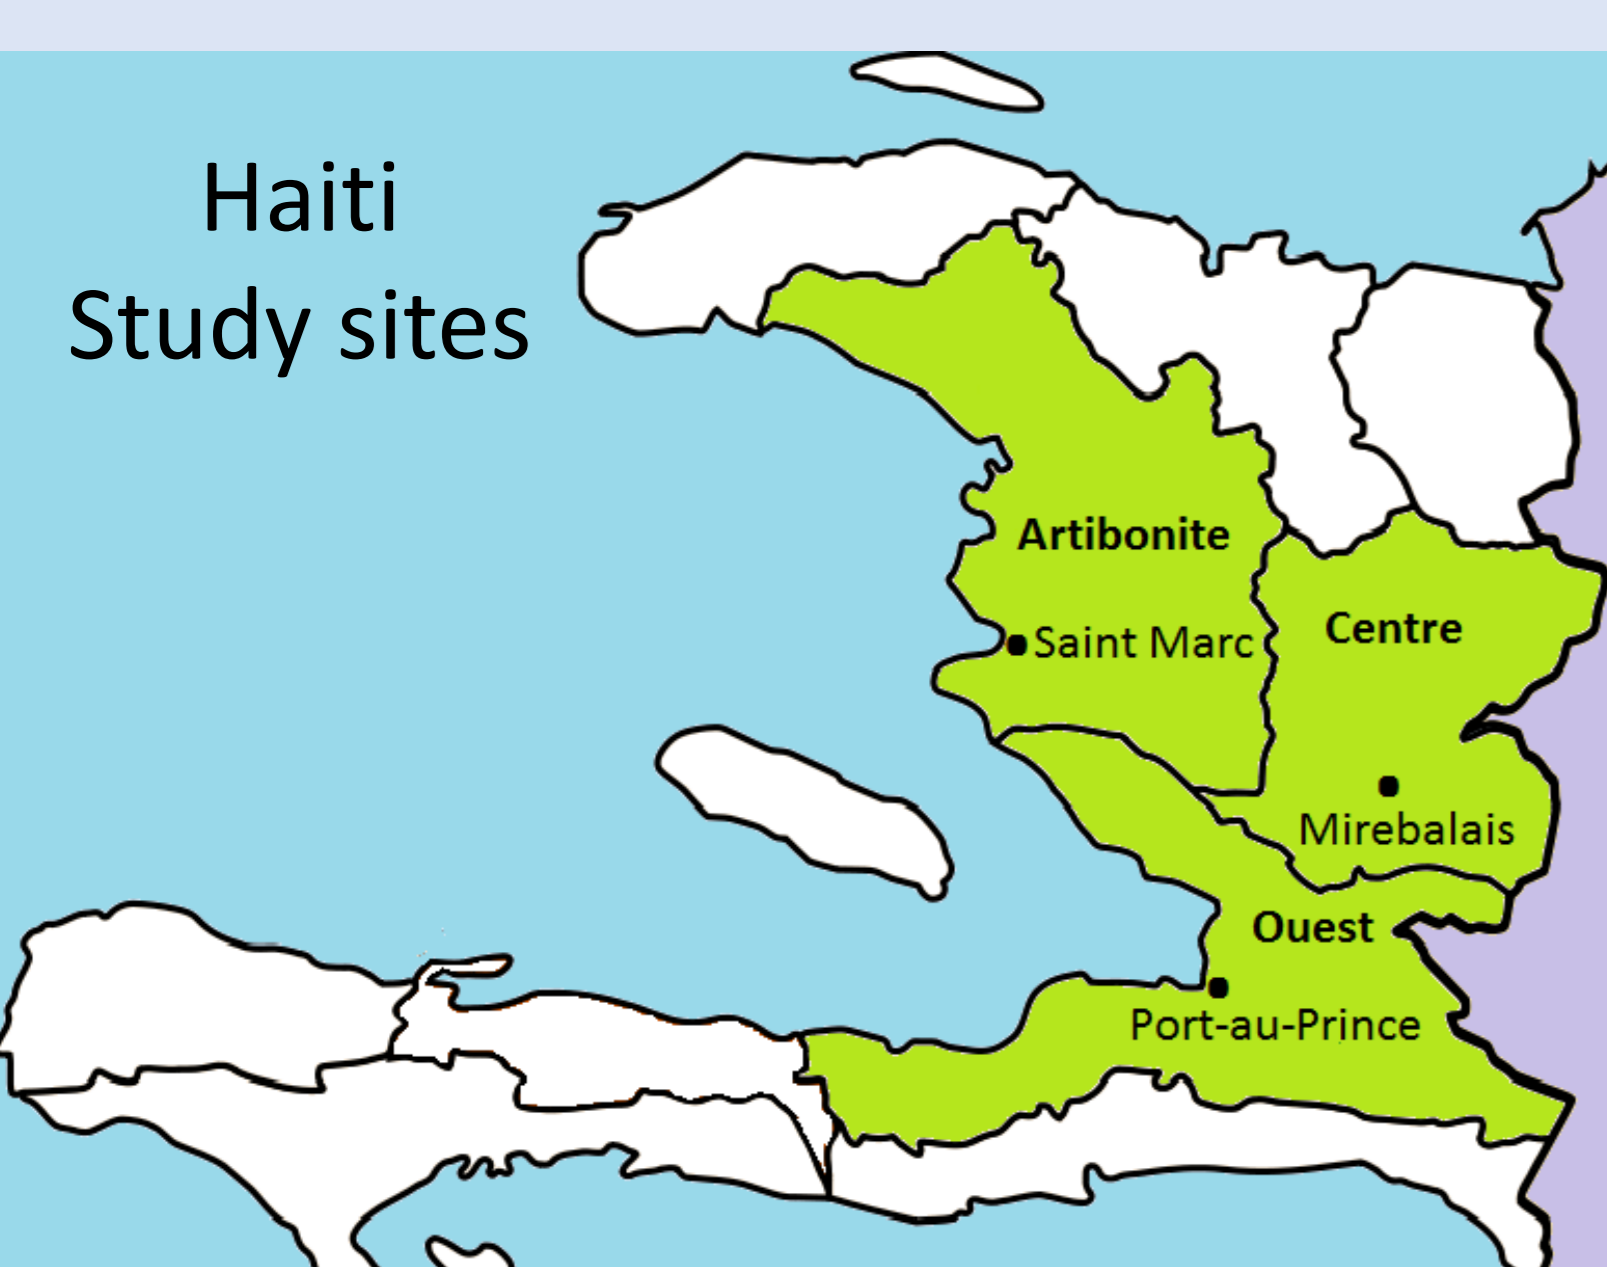 Haiti
Study sites
Artibonite
Centre
Saint Marc
Mirebalais
Ouest
Port-au-Prince